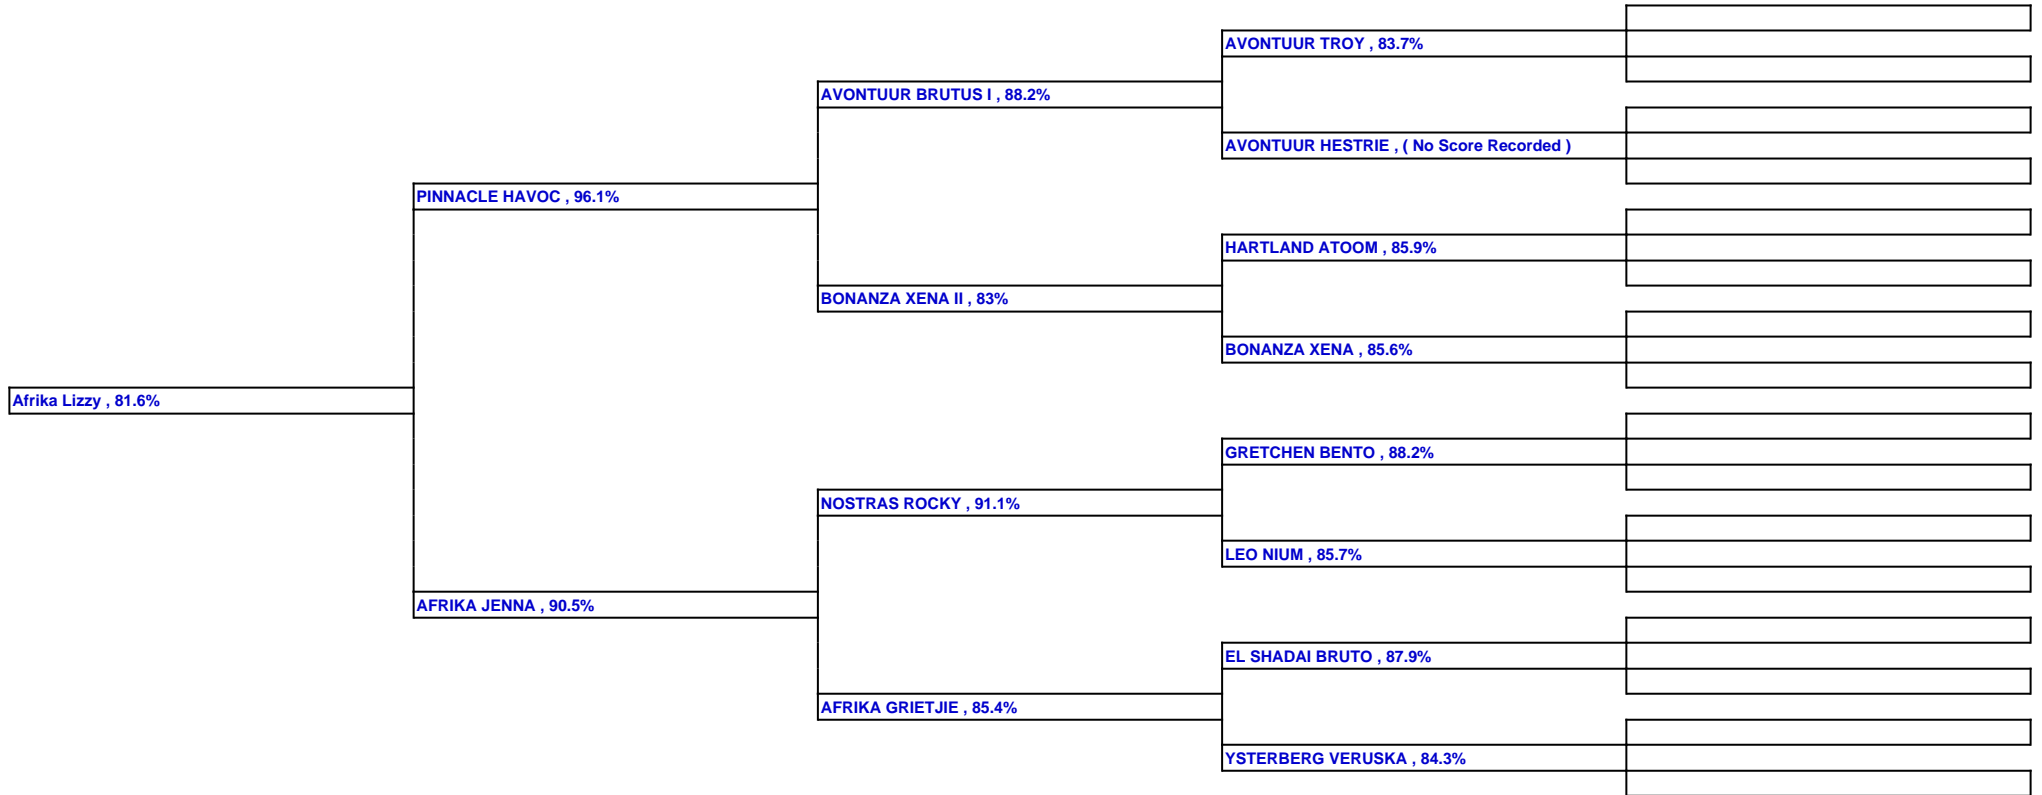 AVONTUUR TROY , 83.7%
AVONTUUR BRUTUS I , 88.2%
AVONTUUR HESTRIE , ( No Score Recorded )
PINNACLE HAVOC , 96.1%
HARTLAND ATOOM , 85.9%
BONANZA XENA II , 83%
BONANZA XENA , 85.6%
Afrika Lizzy , 81.6%
GRETCHEN BENTO , 88.2%
NOSTRAS ROCKY , 91.1%
LEO NIUM , 85.7%
AFRIKA JENNA , 90.5%
EL SHADAI BRUTO , 87.9%
AFRIKA GRIETJIE , 85.4%
YSTERBERG VERUSKA , 84.3%